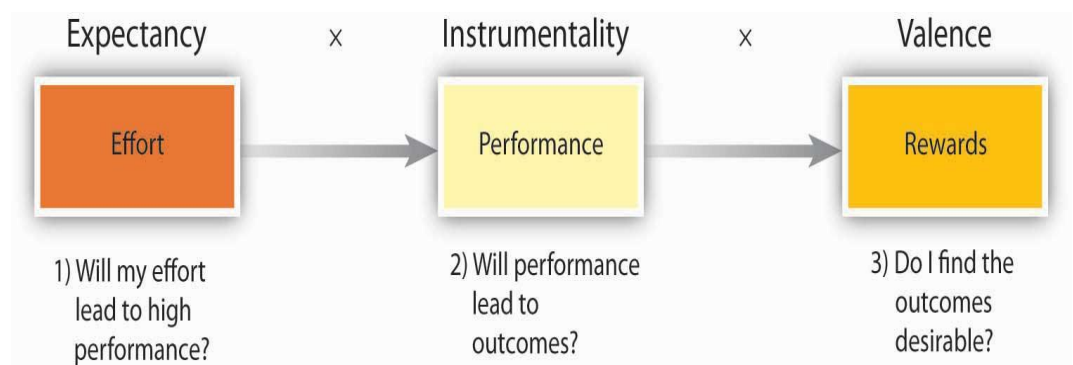 Expectancy x Instrumentality x Valence
Effort
Performance
Rewards
1) Will my effort
lead to high
performance?
2) Will performance
lead to
outcomes?
3) Do I find the
outcomes
desirable?